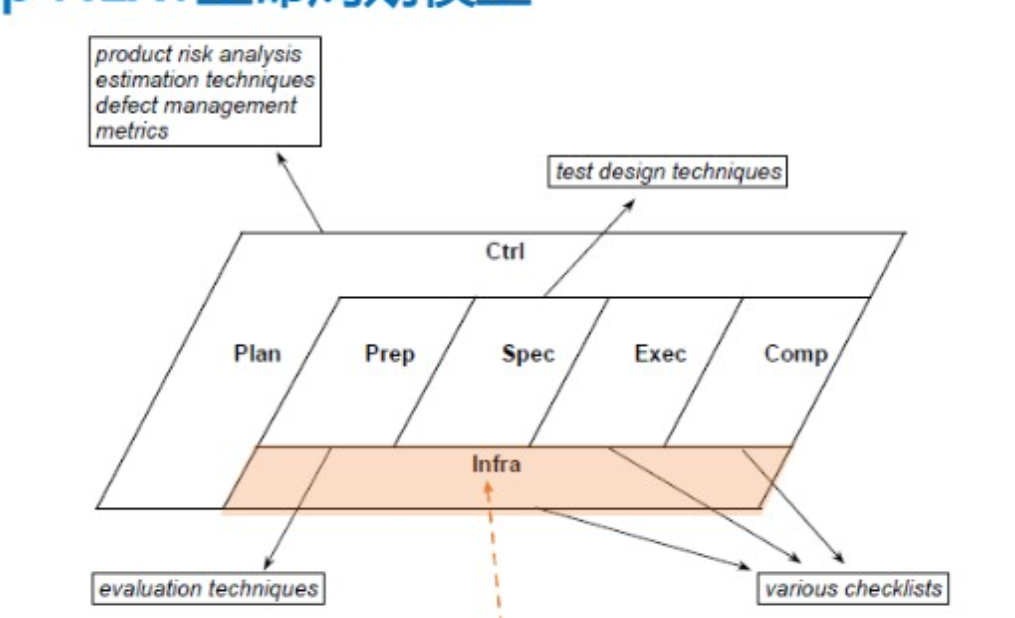 product risk analysis
estimation techniques
defect management
metrics
test design techniques
Ctrl
Plan
Prep
Spec
Exec
Comp
Infra
evaluation techniques
various checklists